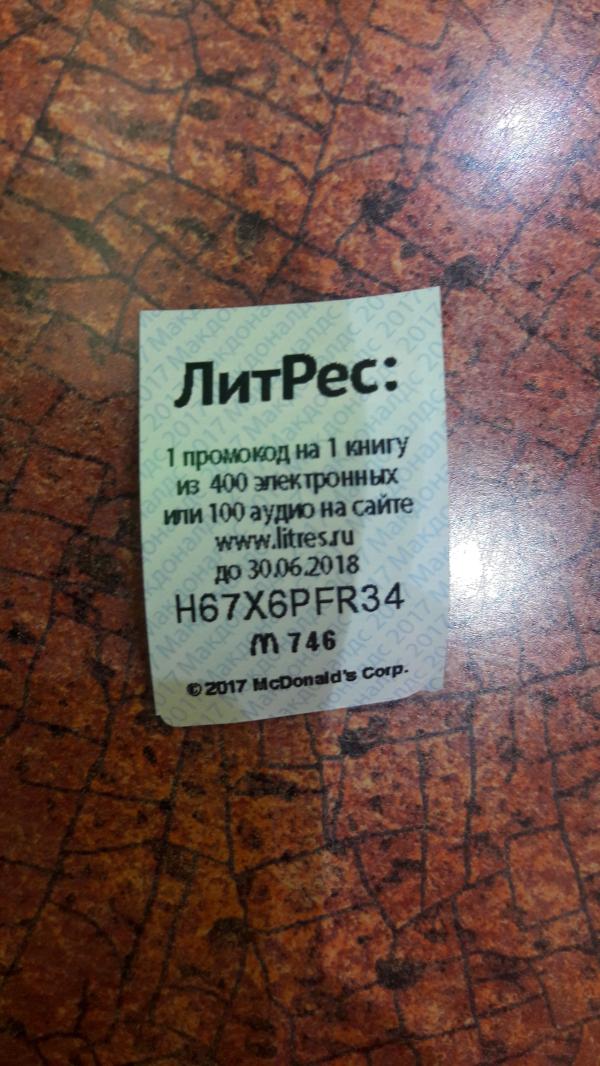 ЛитРес:
1 промокод на 1 книгу
из 400 электронных
или 100 аудио на сайте
www.litres.ru
до 30.06.2018
H67X6PFR34
m 746
© 2017 McDonald's Corp.